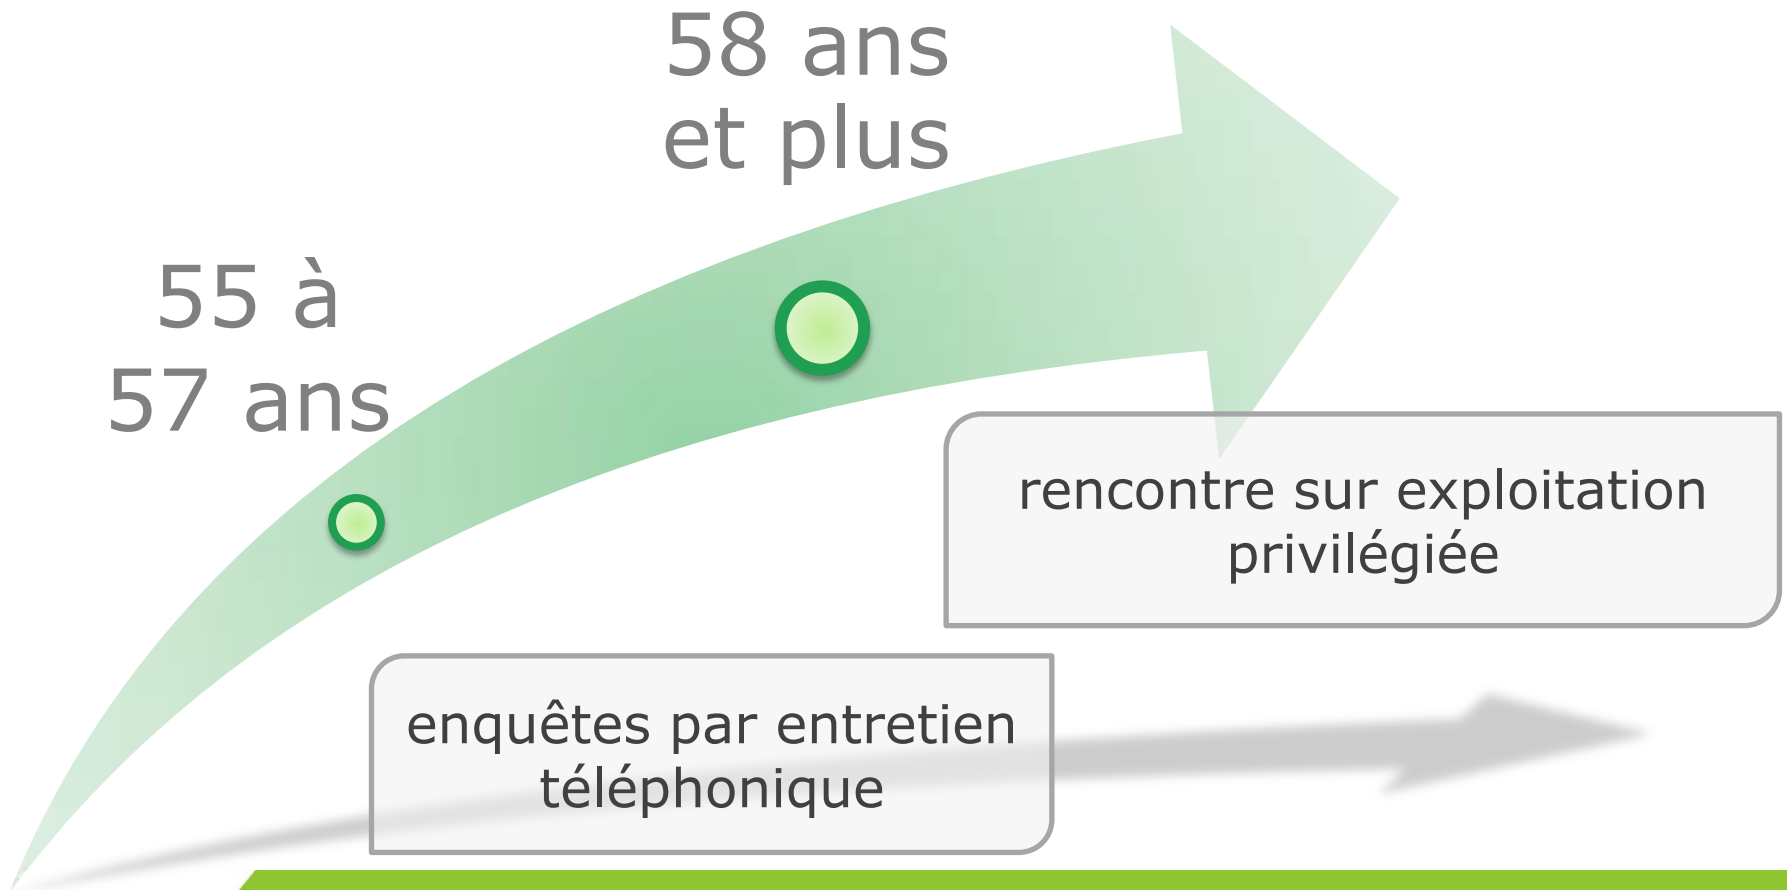 58 ans
et plus
55 à
57 ans
rencontre sur exploitation
privilégiée
enquêtes par entretien
téléphonique